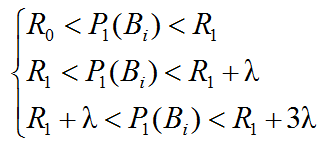 R₀ < P₁(Bᵢ) < R₁
R₁ < P₁(Bᵢ) < R₁ + λ
R₁ + λ < P₁(Bᵢ) < R₁ + 3λ